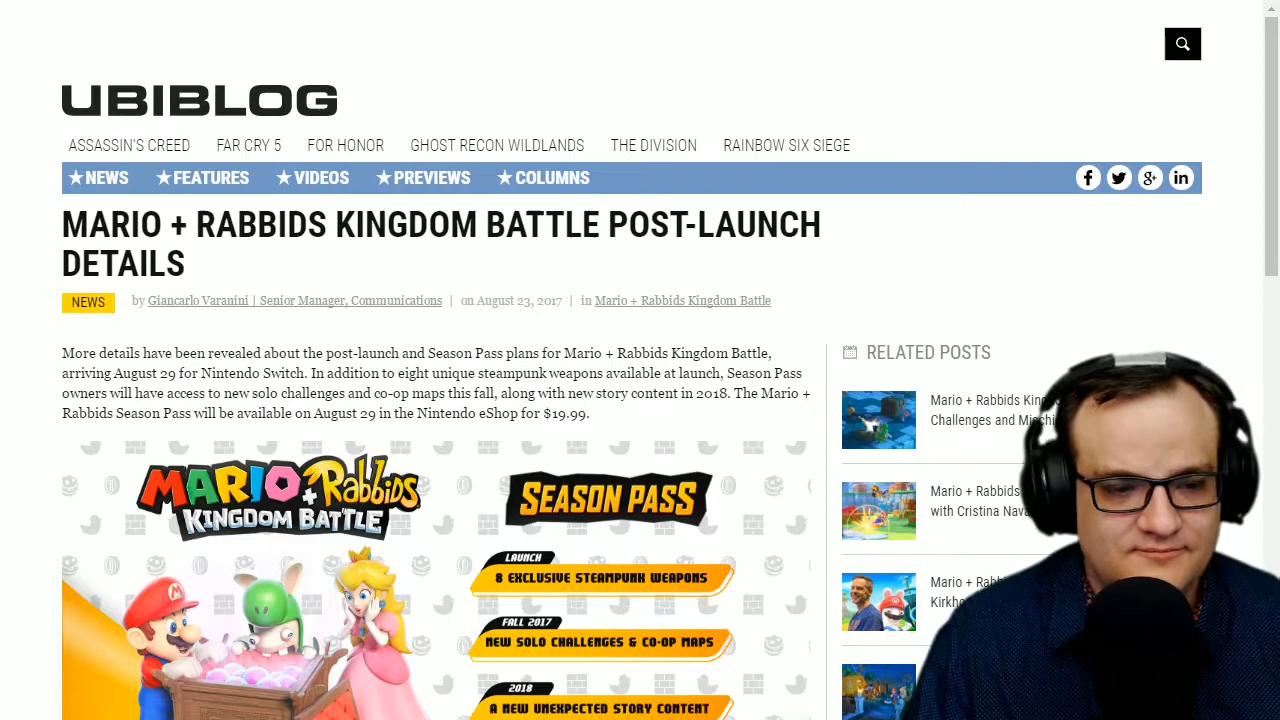 UBIBLOG
ASSASSIN'S CREED FAR CRY 5 FOR HONOR GHOST RECON WILDLANDS THE DIVISION RAINBOW SIX SIEGE
★NEWS ★FEATURES ★VIDEOS ★PREVIEWS ★COLUMNS
MARIO + RABBIDS KINGDOM BATTLE POST-LAUNCH
DETAILS
NEWS by Giancarlo Varanini | Senior Manager, Communications | on August 23, 2017 | in Mario + Rabbids Kingdom Battle
More details have been revealed about the post-launch and Season Pass plans for Mario + Rabbids Kingdom Battle,
arriving August 29 for Nintendo Switch. In addition to eight unique steampunk weapons available at launch, Season Pass
owners will have access to new solo challenges and co-op maps this fall, along with new story content in 2018. The Mario +
Rabbids Season Pass will be available on August 29 in the Nintendo eShop for $19.99.
MARIO + Rabbids
KINGDOM BATTLE
SEASON PASS
LAUNCH
8 EXCLUSIVE STEAMPUNK WEAPONS
FALL 2017
NEW SOLO CHALLENGES & CO-OP MAPS
2018
A NEW UNEXPECTED STORY CONTENT
RELATED POSTS
Mario + Rabbids
Challenges and
Mario + Rabbids
with Cristina
Mario +